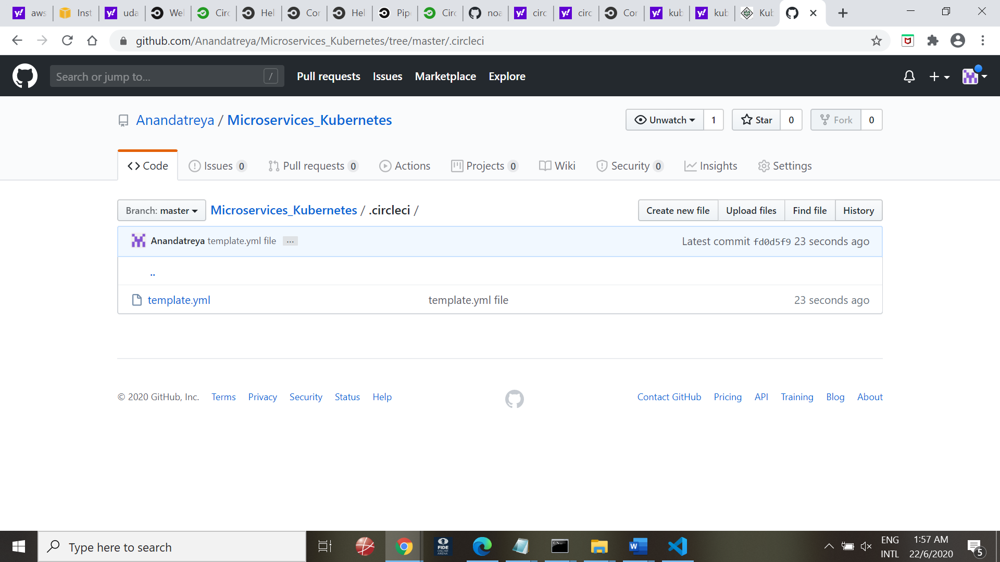 aws Inst uda Wel Circ Hel Cor Hel Pipe Circ noa circ circ Cor kub kub Kub
github.com/Anandatreya/Microservices_Kubernetes/tree/master/.circleci
Search or jump to... / Pull requests Issues Marketplace Explore
Anandatreya / Microservices_Kubernetes Unwatch 1 Star 0 Fork 0
Code Issues 0 Pull requests 0 Actions Projects 0 Wiki Security 0 Insights Settings
Branch: master Microservices_Kubernetes / .circleci / Create new file Upload files Find file History
Anandatreya template.yml file ... Latest commit fd0d5f9 23 seconds ago
..
template.yml template.yml file 23 seconds ago
© 2020 GitHub, Inc. Terms Privacy Security Status Help Contact GitHub Pricing API Training Blog About
Type here to search FIDE ONLINE ARENA ENG 1:57 AM
INTL 22/6/2020 5